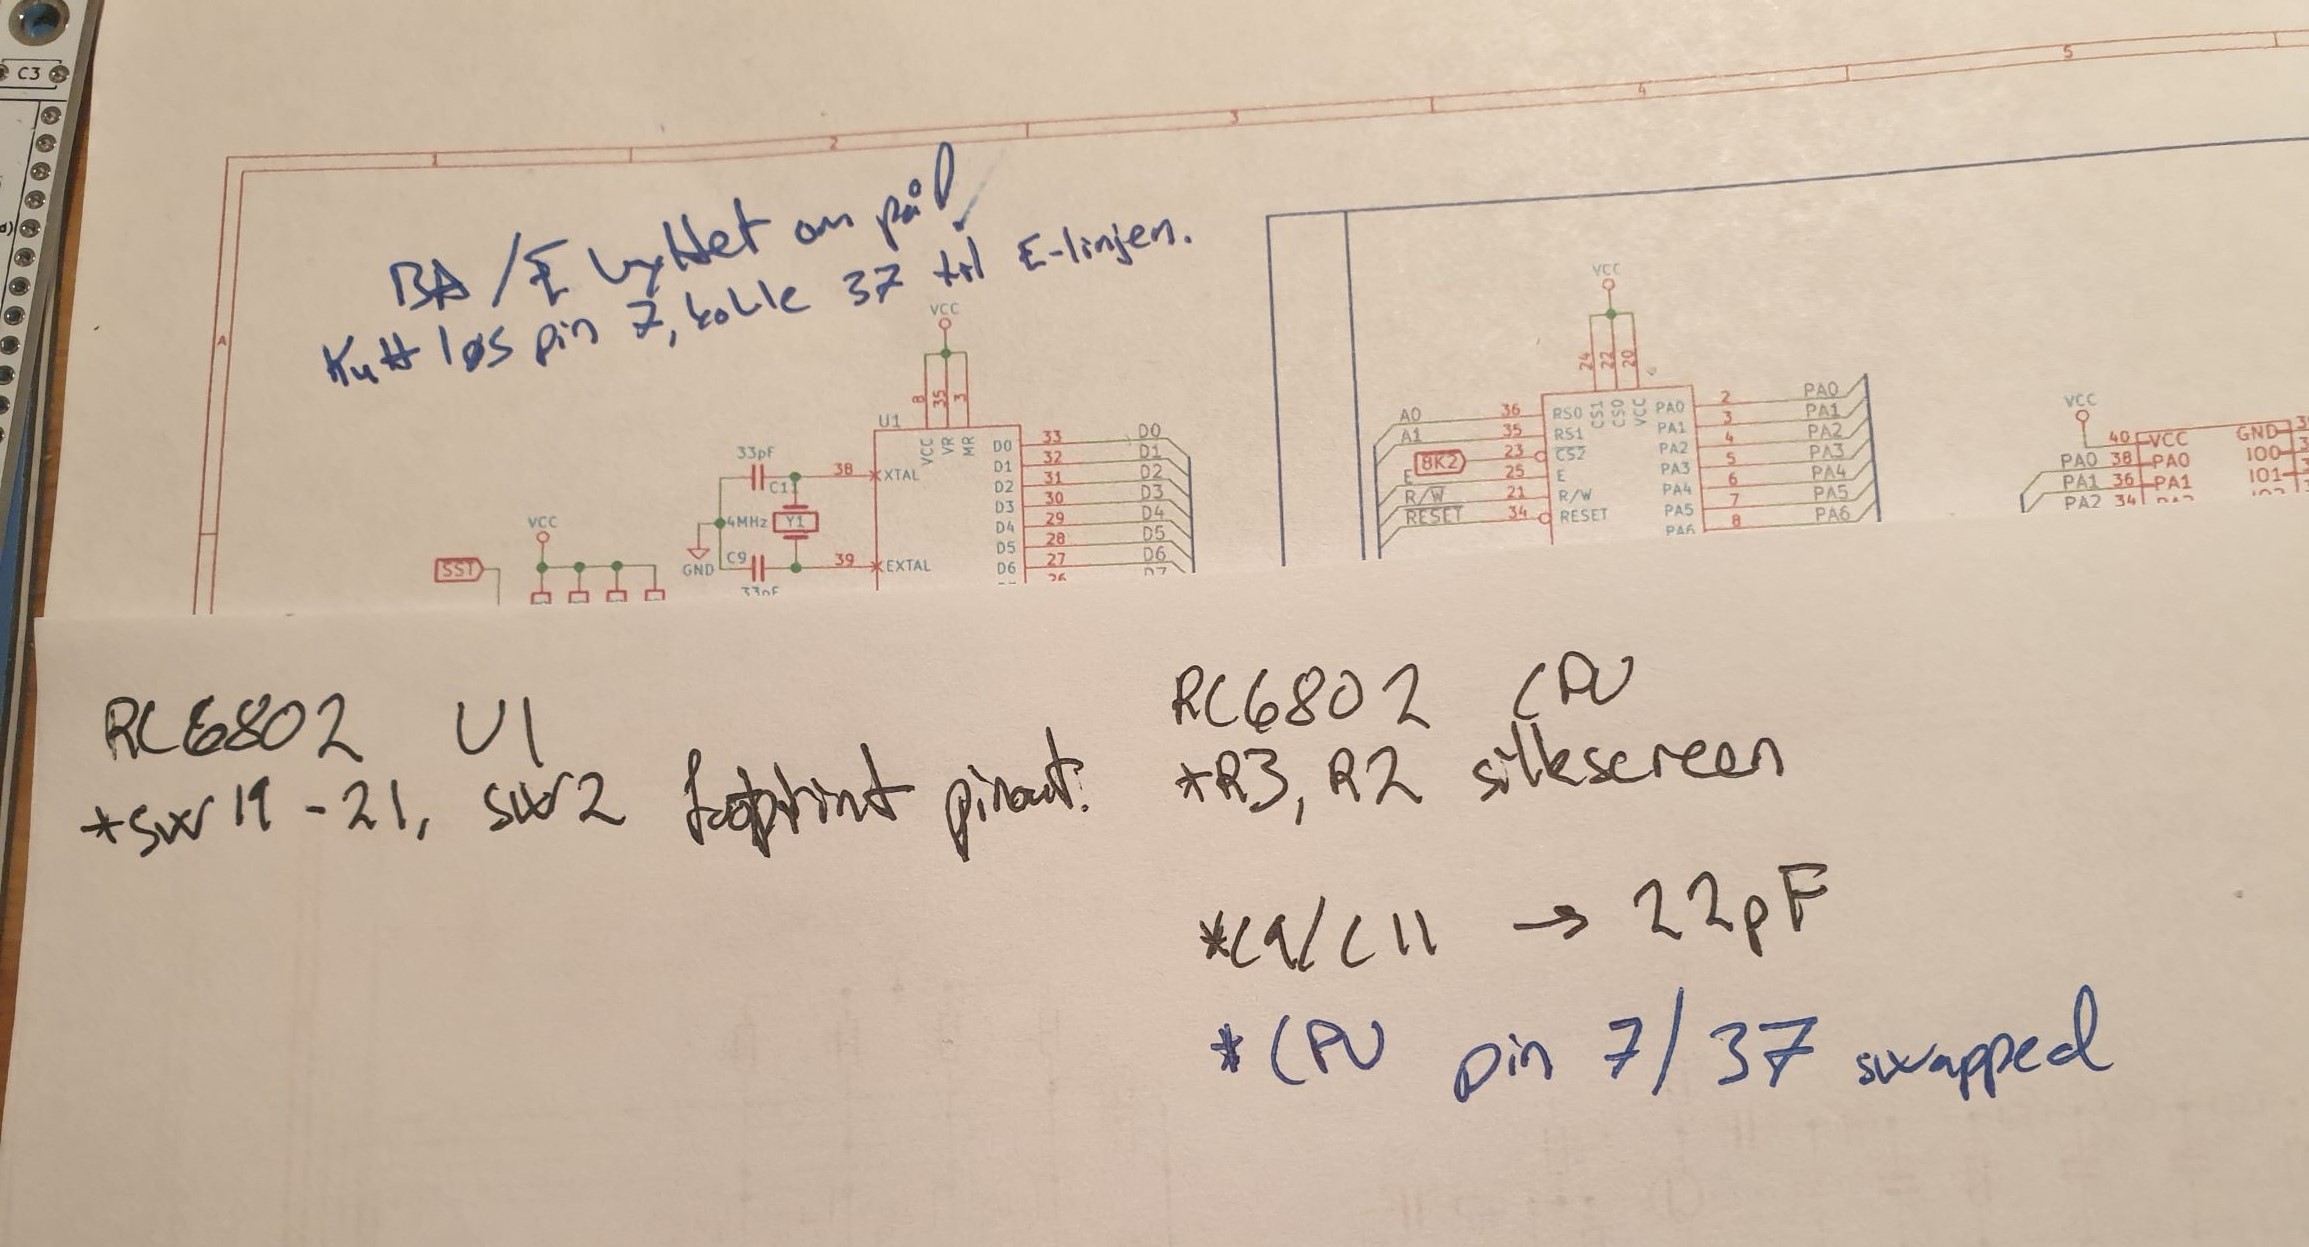 C3
1
2
3
4
5
A
BA/E byttet om på!
Kutt løs pin 7, koble 37 til E-linjen.
VCC
8 35 3
U1
VCC VR MR
33pF
C11
38
XTAL
4MHz
Y1
C9
GND
39
EXTAL
33pF
VCC
SST
D0 33 D0
D1 32 D1
D2 31 D2
D3 30 D3
D4 29 D4
D5 28 D5
D6 27 D6
26 D7
VCC
24 22 20
CS1 CS0 VCC
A0 36 RS0
A1 35 RS1
8K2 23 CS2
E 25 E
R/W 21 R/W
RESET 34 RESET
PA0 2 PA0
PA1 3 PA1
PA2 4 PA2
PA3 5 PA3
PA4 6 PA4
PA5 7 PA5
PA6 8 PA6
VCC
40 VCC GND
PA0 38 PA0 IO0
PA1 36 PA1 IO1
PA2 34
RC6802 UI
*sw19-21, sw2 footprint pinout!
RC6802 CPU
*R3, R2 silkscreen
*C9/C11 → 22pF
*CPU pin 7/37 swapped